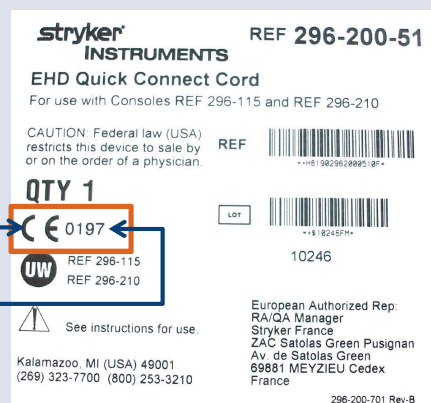 stryker®
INSTRUMENTS
REF 296-200-51
EHD Quick Connect Cord
For use with Consoles REF 296-115 and REF 296-210
CAUTION: Federal law (USA)
restricts this device to sale by
or on the order of a physician.
REF
QTY 1
CE 0197
LOT
10246
UW
REF 296-115
REF 296-210
See instructions for use.
Kalamazoo, MI (USA) 49001
(269) 323-7700 (800) 253-3210
European Authorized Rep:
RA/QA Manager
Stryker France
ZAC Satolas Green Pusignan
Av. de Satolas Green
69881 MEYZIEU Cedex
France
296-200-701 Rev-B